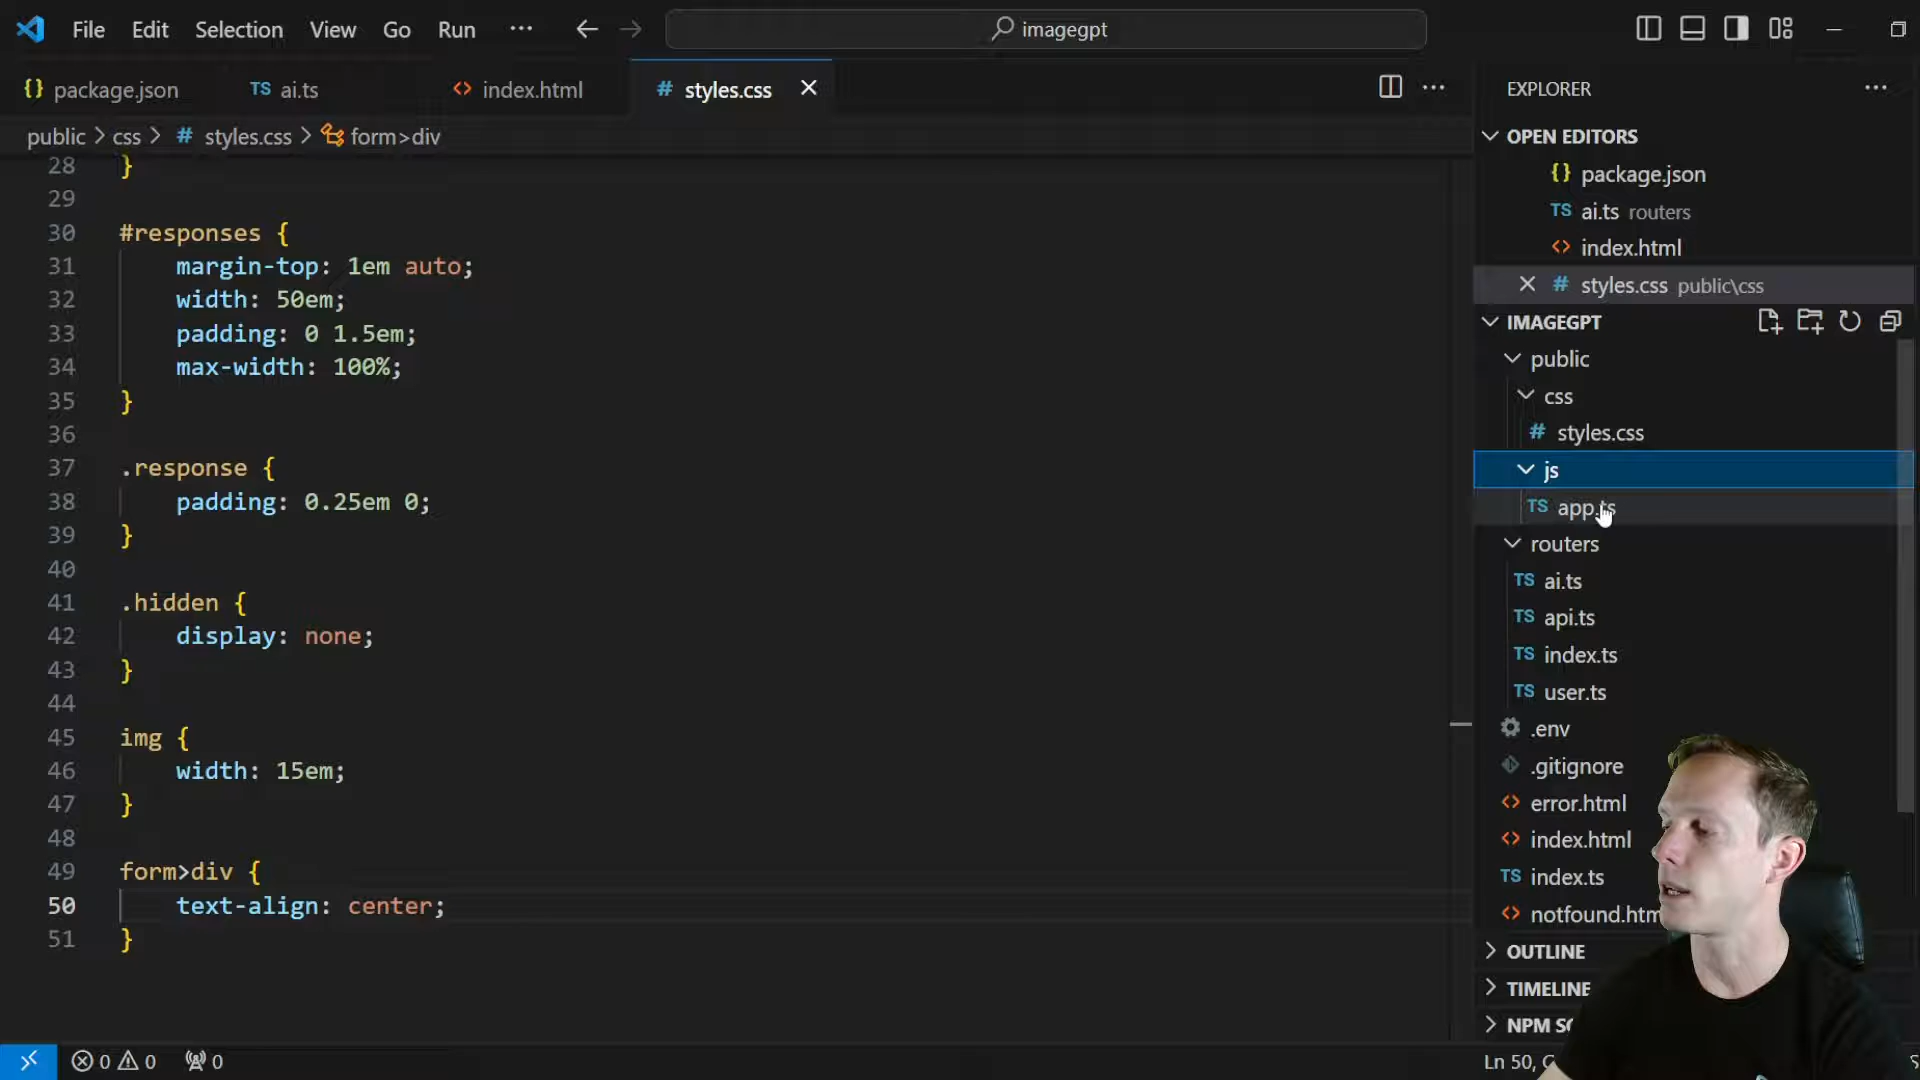 File Edit Selection View Go Run ··· imagegpt
package.json TS ai.ts index.html # styles.css
public > css > # styles.css > form>div
28 }
29
30 #responses {
31 margin-top: 1em auto;
32 width: 50em;
33 padding: 0 1.5em;
34 max-width: 100%;
35 }
36
37 .response {
38 padding: 0.25em 0;
39 }
40
41 .hidden {
42 display: none;
43 }
44
45 img {
46 width: 15em;
47 }
48
49 form>div {
50 text-align: center;
51 }
EXPLORER
OPEN EDITORS
{} package.json
TS ai.ts routers
<> index.html
# styles.css public\css
IMAGEGPT
public
css
# styles.css
js
TS app.ts
routers
TS ai.ts
TS api.ts
TS index.ts
TS user.ts
.env
.gitignore
<> error.html
<> index.html
TS index.ts
<> notfound.htm
OUTLINE
TIMELINE
NPM
0 0 0
Ln 50,